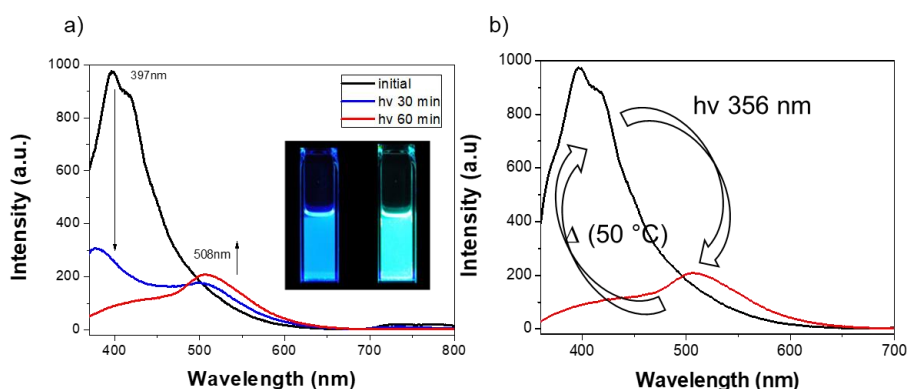 a)
397nm
initial
hv 30 min
hv 60 min
508nm
Intensity (a.u.)
1000
800
600
400
200
0
400
500
600
700
800
Wavelength (nm)
b)
hv 356 nm
Δ (50 °C)
Intensity (a.u)
1000
800
600
400
200
0
400
500
600
700
Wavelength (nm)